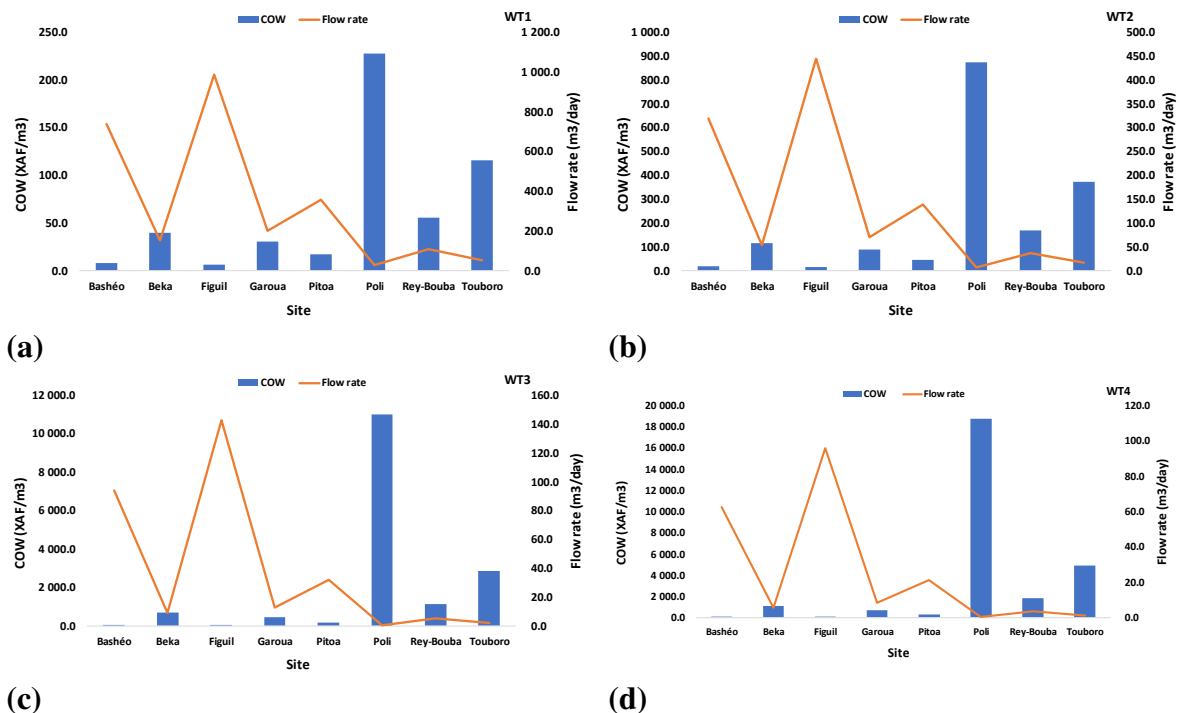 COW Flow rate WT1
250.0 1 200.0
200.0 1 000.0
150.0 800.0
100.0 600.0
50.0 400.0
0.0 200.0
0.0
COW (XAF/m3)
Flow rate (m3/day)
Bashéo Beka Figuil Garoua Pitoa Poli Rey-Bouba Touboro
Site
(a)
COW Flow rate WT2
1 000.0 500.0
900.0 450.0
800.0 400.0
700.0 350.0
600.0 300.0
500.0 250.0
400.0 200.0
300.0 150.0
200.0 100.0
100.0 50.0
0.0 0.0
COW (XAF/m3)
Flow rate (m3/day)
Bashéo Beka Figuil Garoua Pitoa Poli Rey-Bouba Touboro
Site
(b)
COW Flow rate WT3
12 000.0 160.0
10 000.0 140.0
8 000.0 120.0
6 000.0 100.0
4 000.0 80.0
2 000.0 60.0
0.0 40.0
20.0
0.0
COW (XAF/m3)
Flow rate (m3/day)
Bashéo Beka Figuil Garoua Pitoa Poli Rey-Bouba Touboro
Site
(c)
COW Flow rate WT4
20 000.0 120.0
18 000.0 100.0
16 000.0 80.0
14 000.0 60.0
12 000.0 40.0
10 000.0 20.0
8 000.0 0.0
6 000.0
4 000.0
2 000.0
0.0
COW (XAF/m3)
Flow rate (m3/day)
Bashéo Beka Figuil Garoua Pitoa Poli Rey-Bouba Touboro
Site
(d)